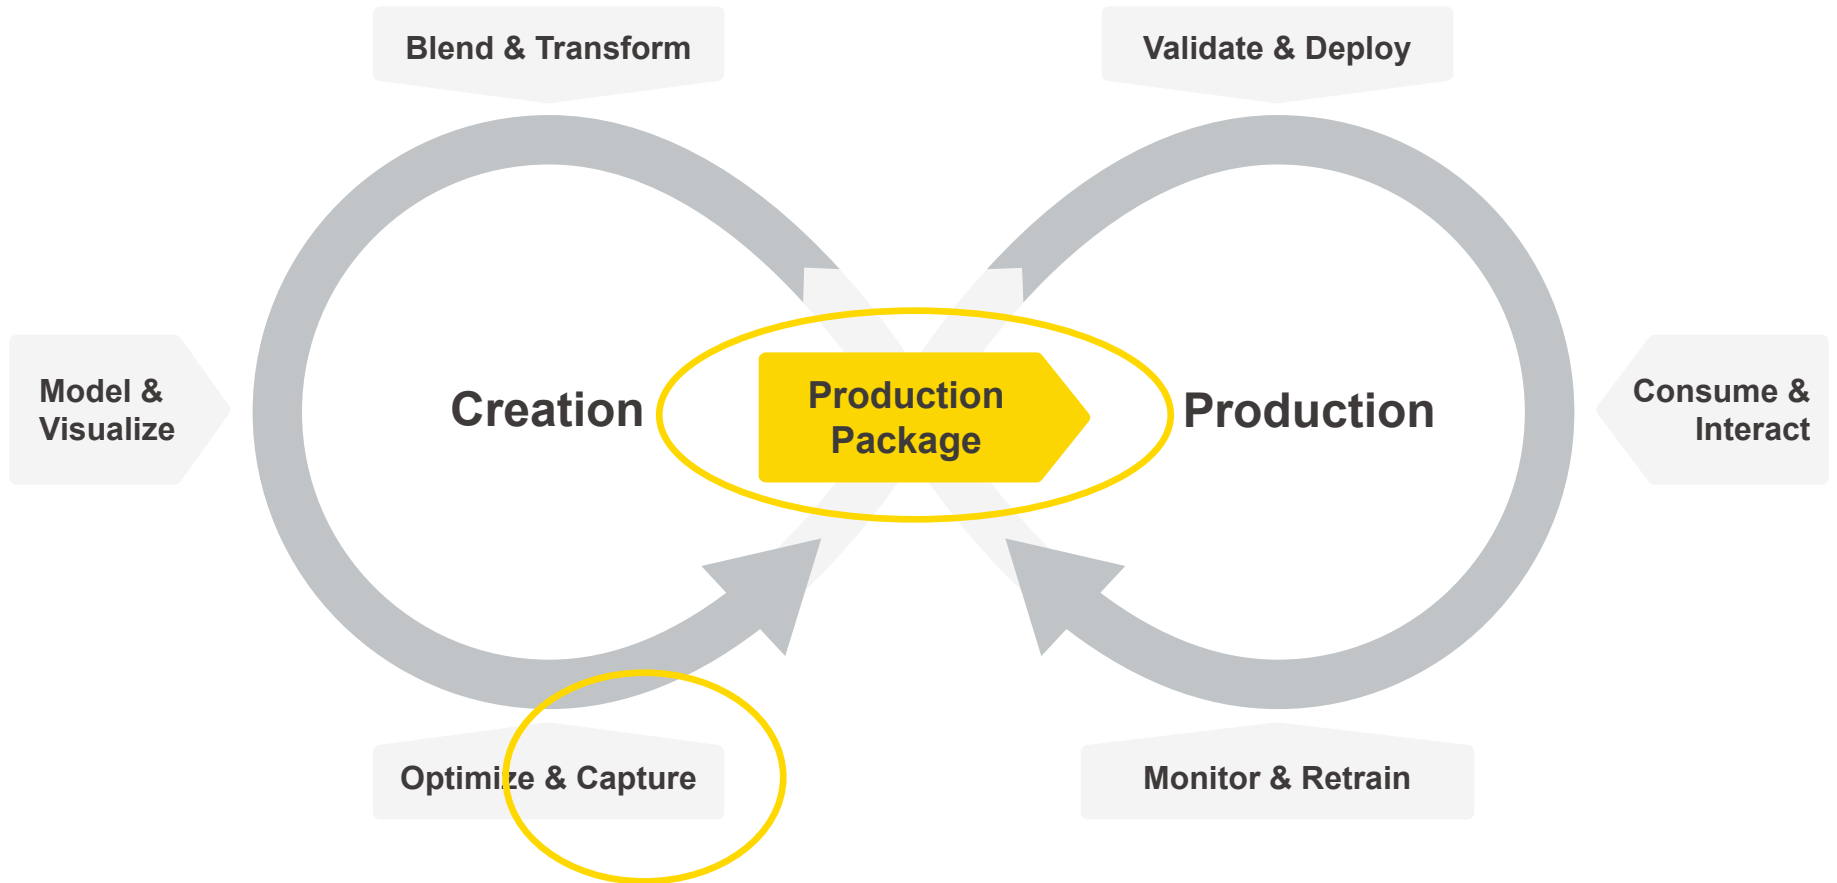 Blend & Transform
Validate & Deploy
Model &
Visualize
Creation
Production
Package
Production
Consume &
Interact
Optimize & Capture
Monitor & Retrain